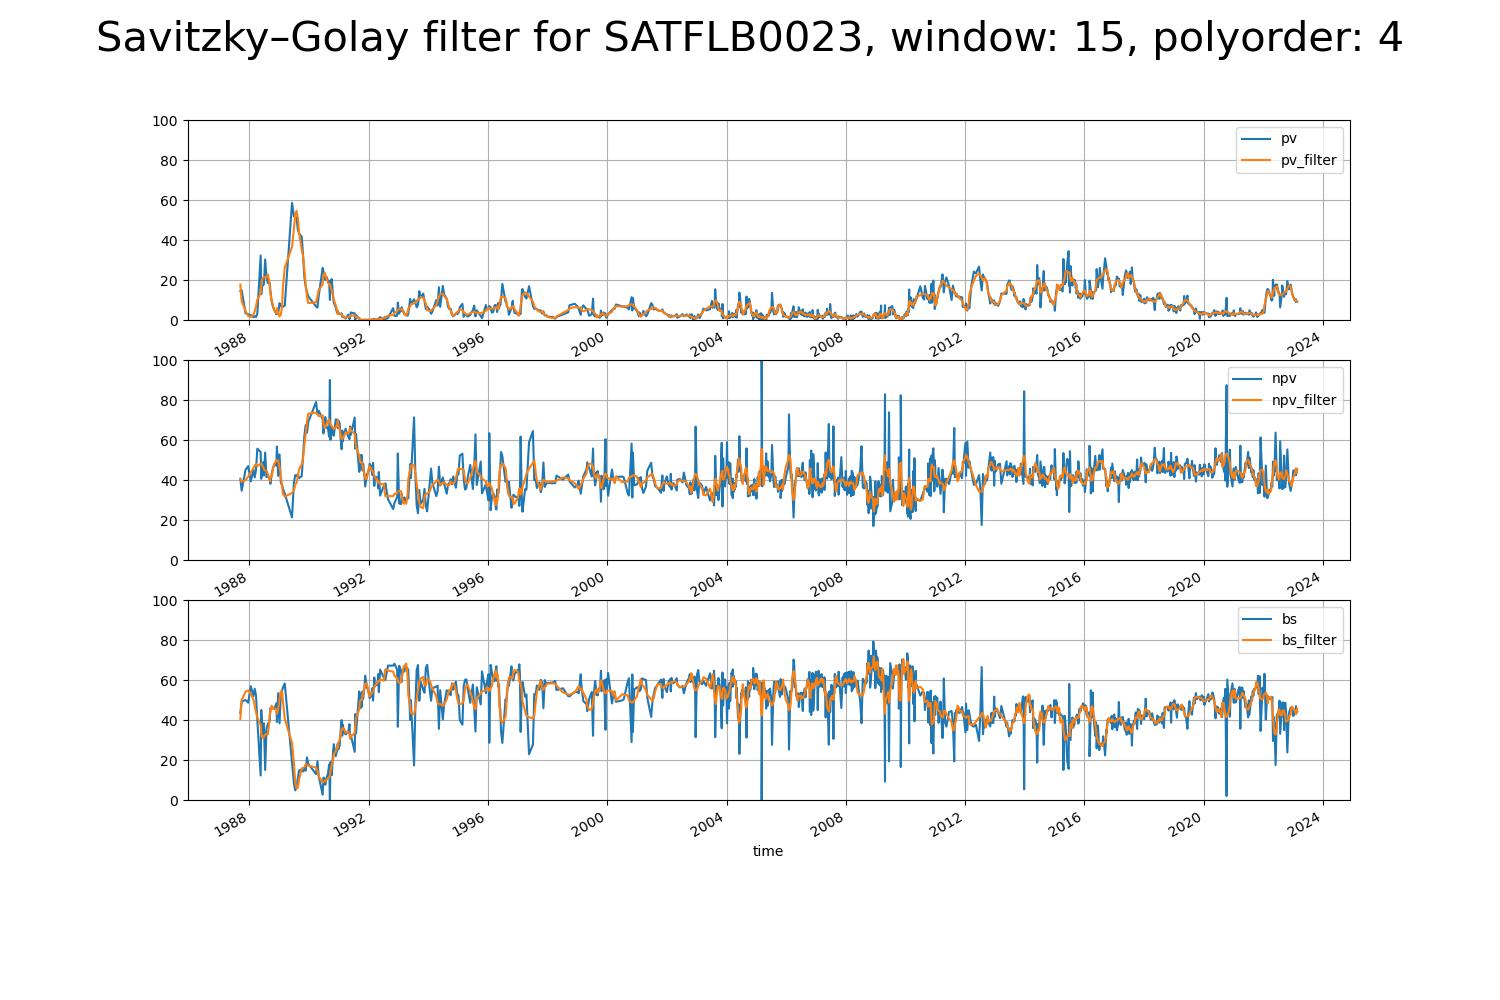 Savitzky–Golay filter for SATFLB0023, window: 15, polyorder: 4
100
80
60
40
20
0
pv
pv_filter
1988 1992 1996 2000 2004 2008 2012 2016 2020 2024
100
80
60
40
20
0
npv
npv_filter
1988 1992 1996 2000 2004 2008 2012 2016 2020 2024
100
80
60
40
20
0
bs
bs_filter
1988 1992 1996 2000 2004 2008 2012 2016 2020 2024
time